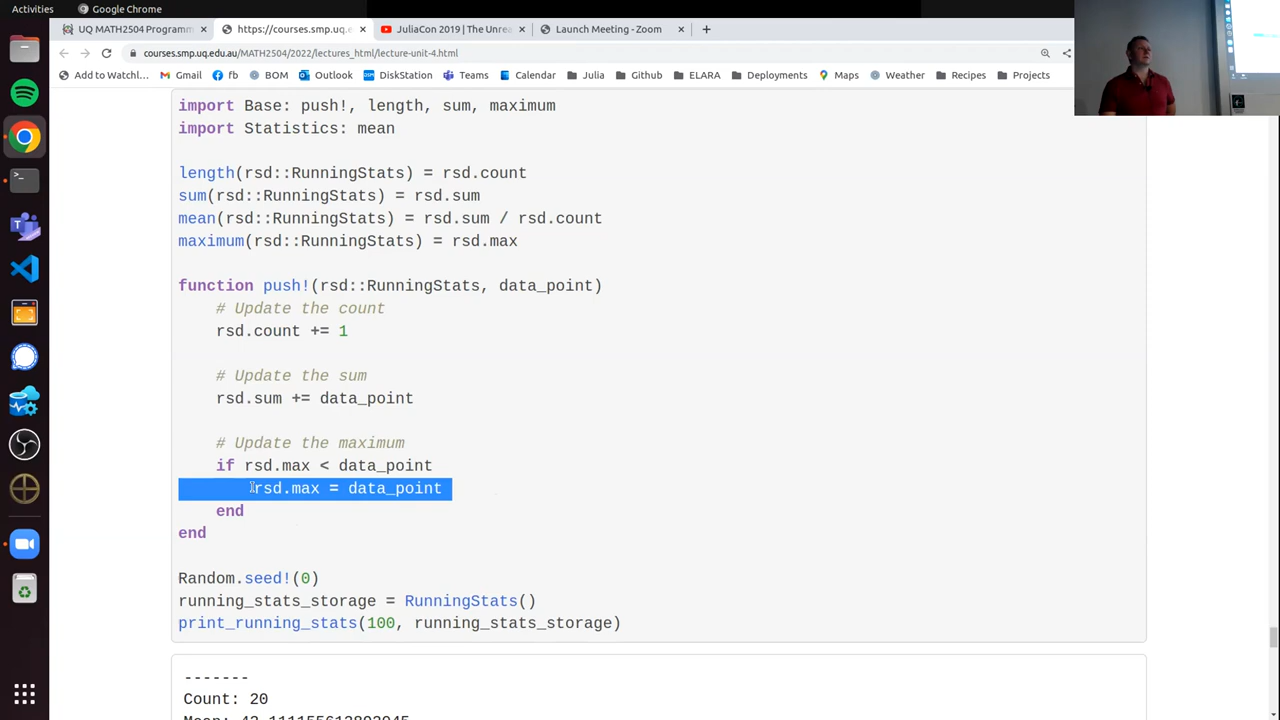 Activities
Google Chrome
UQ MATH2504 Programm
https://courses.smp.uq.e
JuliaCon 2019 | The Unrea
Launch Meeting - Zoom
courses.smp.uq.edu.au/MATH2504/2022/lectures_html/lecture-unit-4.html
Add to Watchl... Gmail fb BOM Outlook DiskStation Teams Calendar Julia Github ELARA Deployments Maps Weather Recipes Projects
import Base: push!, length, sum, maximum
import Statistics: mean
length(rsd::RunningStats) = rsd.count
sum(rsd::RunningStats) = rsd.sum
mean(rsd::RunningStats) = rsd.sum / rsd.count
maximum(rsd::RunningStats) = rsd.max
function push!(rsd::RunningStats, data_point)
# Update the count
rsd.count += 1
# Update the sum
rsd.sum += data_point
# Update the maximum
if rsd.max < data_point
rsd.max = data_point
end
end
Random.seed!(0)
running_stats_storage = RunningStats()
print_running_stats(100, running_stats_storage)
-------
Count: 20